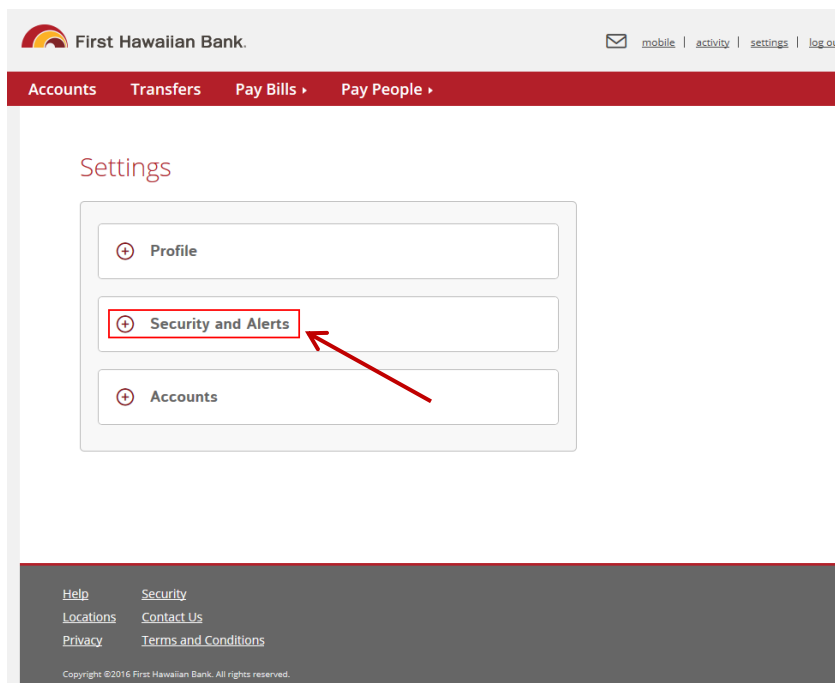 First Hawaiian Bank.
mobile | activity | settings | log ou
Accounts Transfers Pay Bills Pay People
Settings
Profile
Security and Alerts
Accounts
Help Security
Locations Contact Us
Privacy Terms and Conditions
Copyright ©2016 First Hawaiian Bank. All rights reserved.